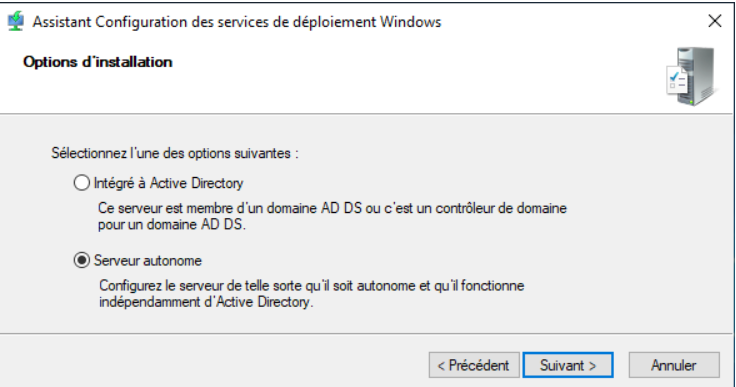 Assistant Configuration des services de déploiement Windows
Options d'installation
Sélectionnez l'une des options suivantes :
Intégré à Active Directory
Ce serveur est membre d'un domaine AD DS ou c'est un contrôleur de domaine
pour un domaine AD DS.
Serveur autonome
Configurez le serveur de telle sorte qu'il soit autonome et qu'il fonctionne
indépendamment d'Active Directory.
< Précédent Suivant > Annuler